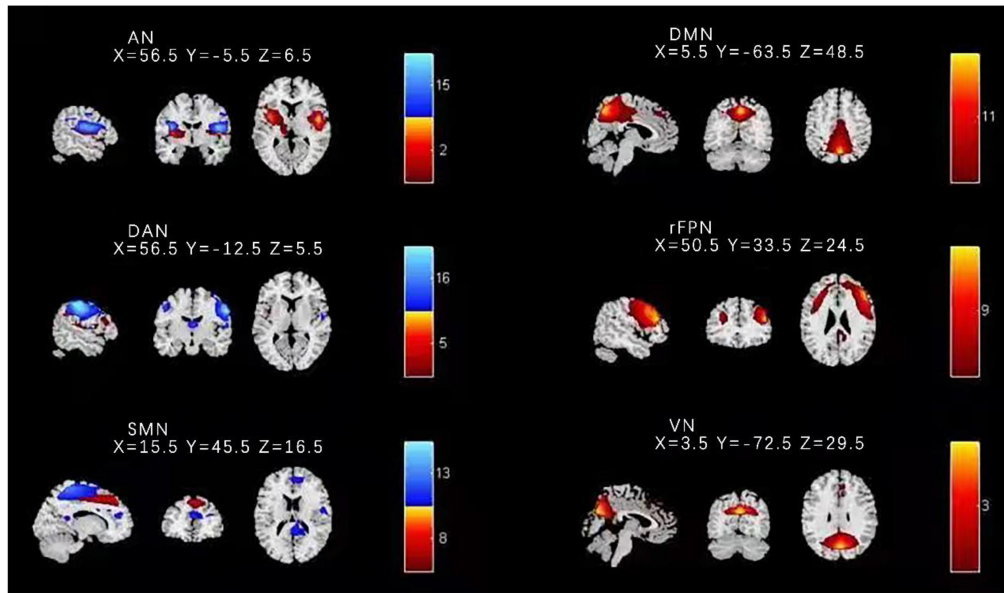 AN
X=56.5 Y=-5.5 Z=6.5
15
2
DMN
X=5.5 Y=-63.5 Z=48.5
11
DAN
X=56.5 Y=-12.5 Z=5.5
16
5
rFPN
X=50.5 Y=33.5 Z=24.5
9
SMN
X=15.5 Y=45.5 Z=16.5
13
8
VN
X=3.5 Y=-72.5 Z=29.5
3